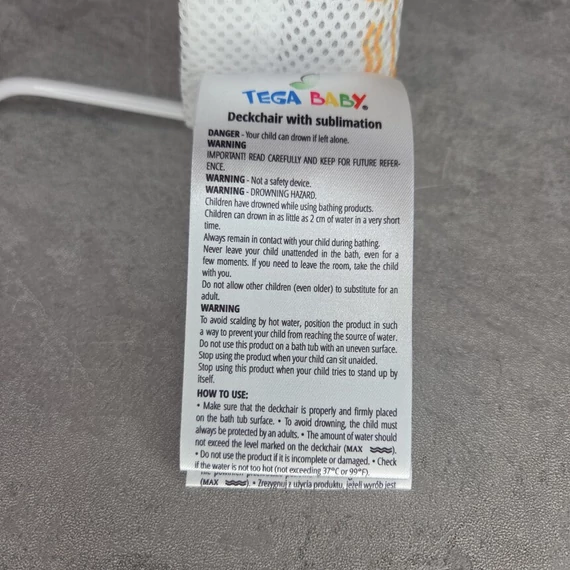 TEGA BABY®
Deckchair with sublimation
DANGER - Your child can drown if left alone.
WARNING
IMPORTANT! READ CAREFULLY AND KEEP FOR FUTURE REFER-
ENCE.
WARNING - Not a safety device.
WARNING - DROWNING HAZARD.
Children have drowned while using bathing products.
Children can drown in as little as 2 cm of water in a very short
time.
Always remain in contact with your child during bathing.
Never leave your child unattended in the bath, even for a
few moments. If you need to leave the room, take the child
with you.
Do not allow other children (even older) to substitute for an
adult.
WARNING
To avoid scalding by hot water, position the product in such
a way to prevent your child from reaching the source of water.
Do not use this product on a bath tub with an uneven surface.
Stop using the product when your child can sit unaided.
Stop using this product when your child tries to stand up by
itself.
HOW TO USE:
• Make sure that the deckchair is properly and firmly placed
on the bath tub surface. • To avoid drowning, the child must
always be protected by an adults. • The amount of water should
not exceed the level marked on the deckchair (MAX ).
• Do not use the product if it is incomplete or damaged. • Check
if the water is not too hot (not exceeding 37°C or 99°F).
(MAX ). • Zrezygnuj z użycia produktu, jeżeli wyrób jest